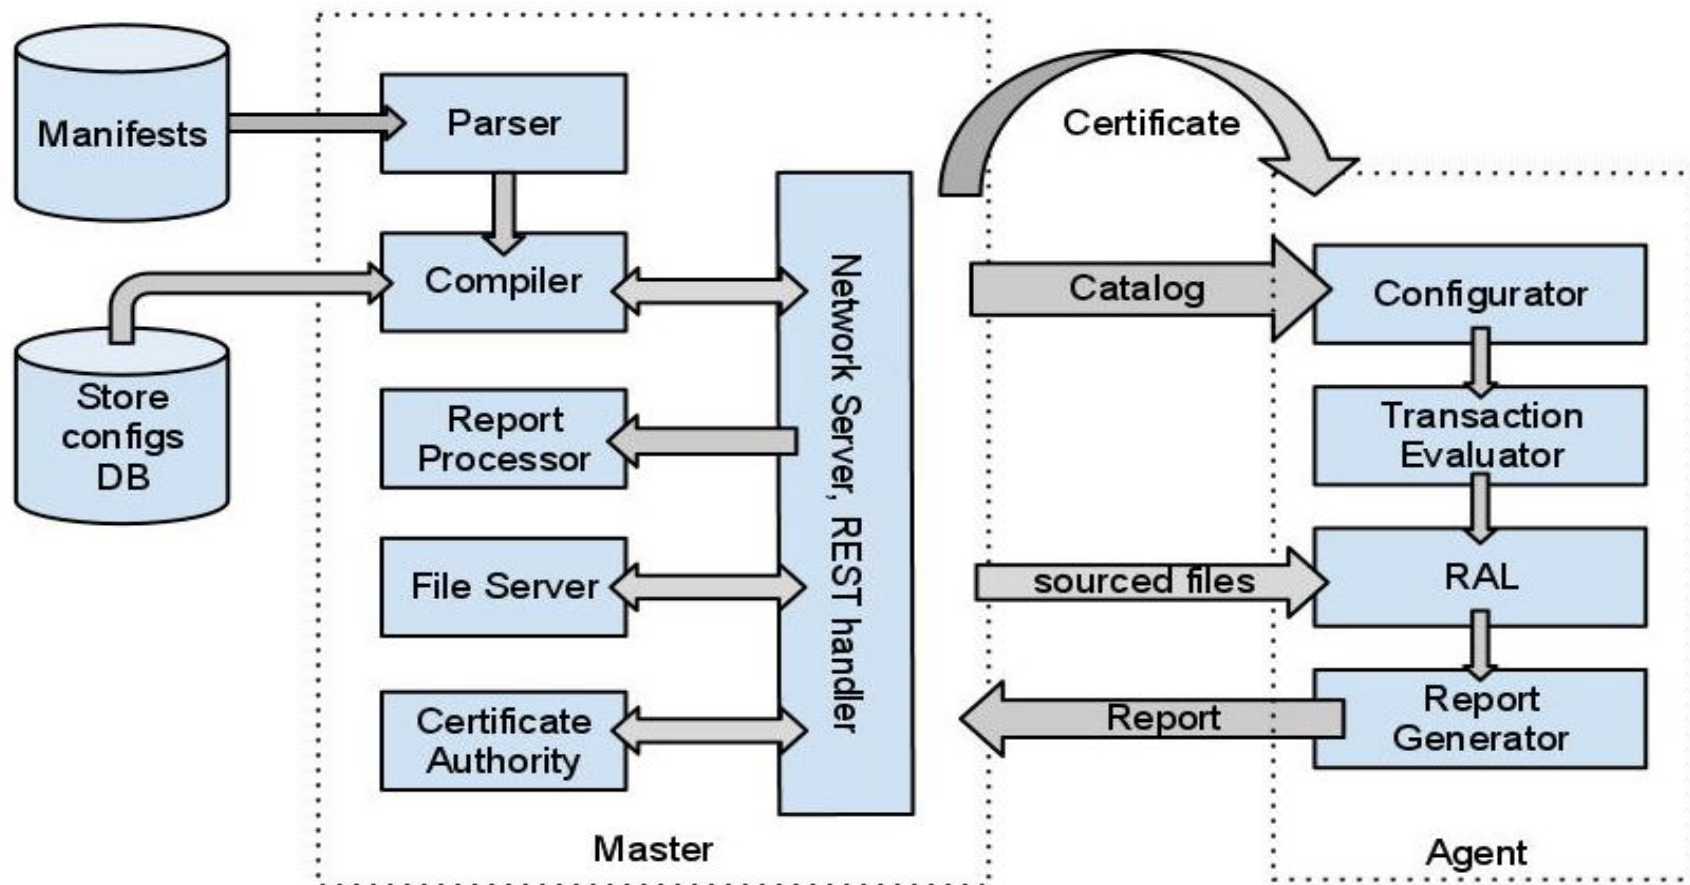 Manifests
Store
configs
DB
Parser
Compiler
Report
Processor
File Server
Certificate
Authority
Network Server, REST handler
Master
Certificate
Catalog
sourced files
Report
Configurator
Transaction
Evaluator
RAL
Report
Generator
Agent